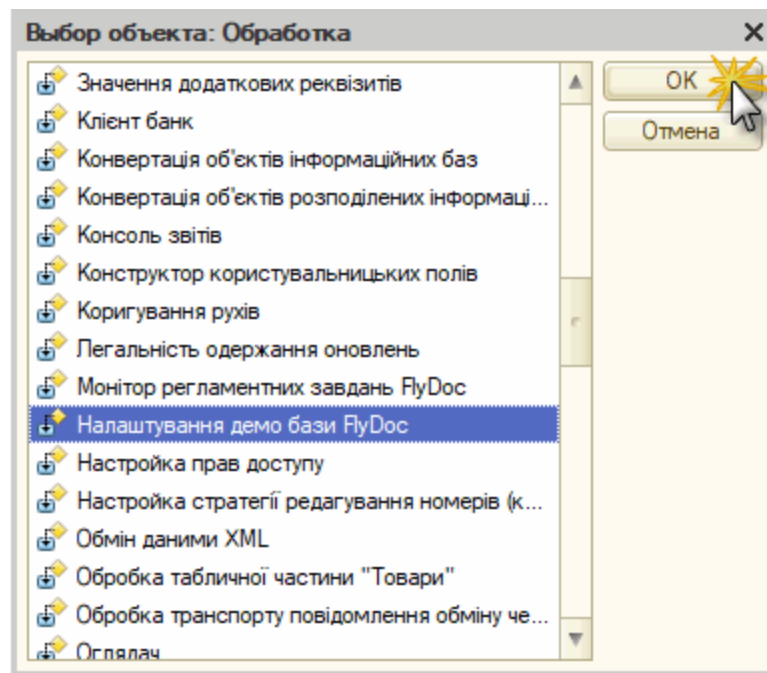 Выбор объекта: Обработка
Значення додаткових реквізитів
OK
Клієнт банк
Отмена
Конвертація об'єктів інформаційних баз
Конвертація об'єктів розподілених інформаці...
Консоль звітів
Конструктор користувальницьких полів
Коригування рухів
Легальність одержання оновлень
Монітор регламентних завдань FlyDoc
Налаштування демо бази FlyDoc
Настройка прав доступу
Настройка стратегії редагування номерів (к...
Обмін даними XML
Обробка табличної частини "Товари"
Обробка транспорту повідомлення обміну че...
Оглядач